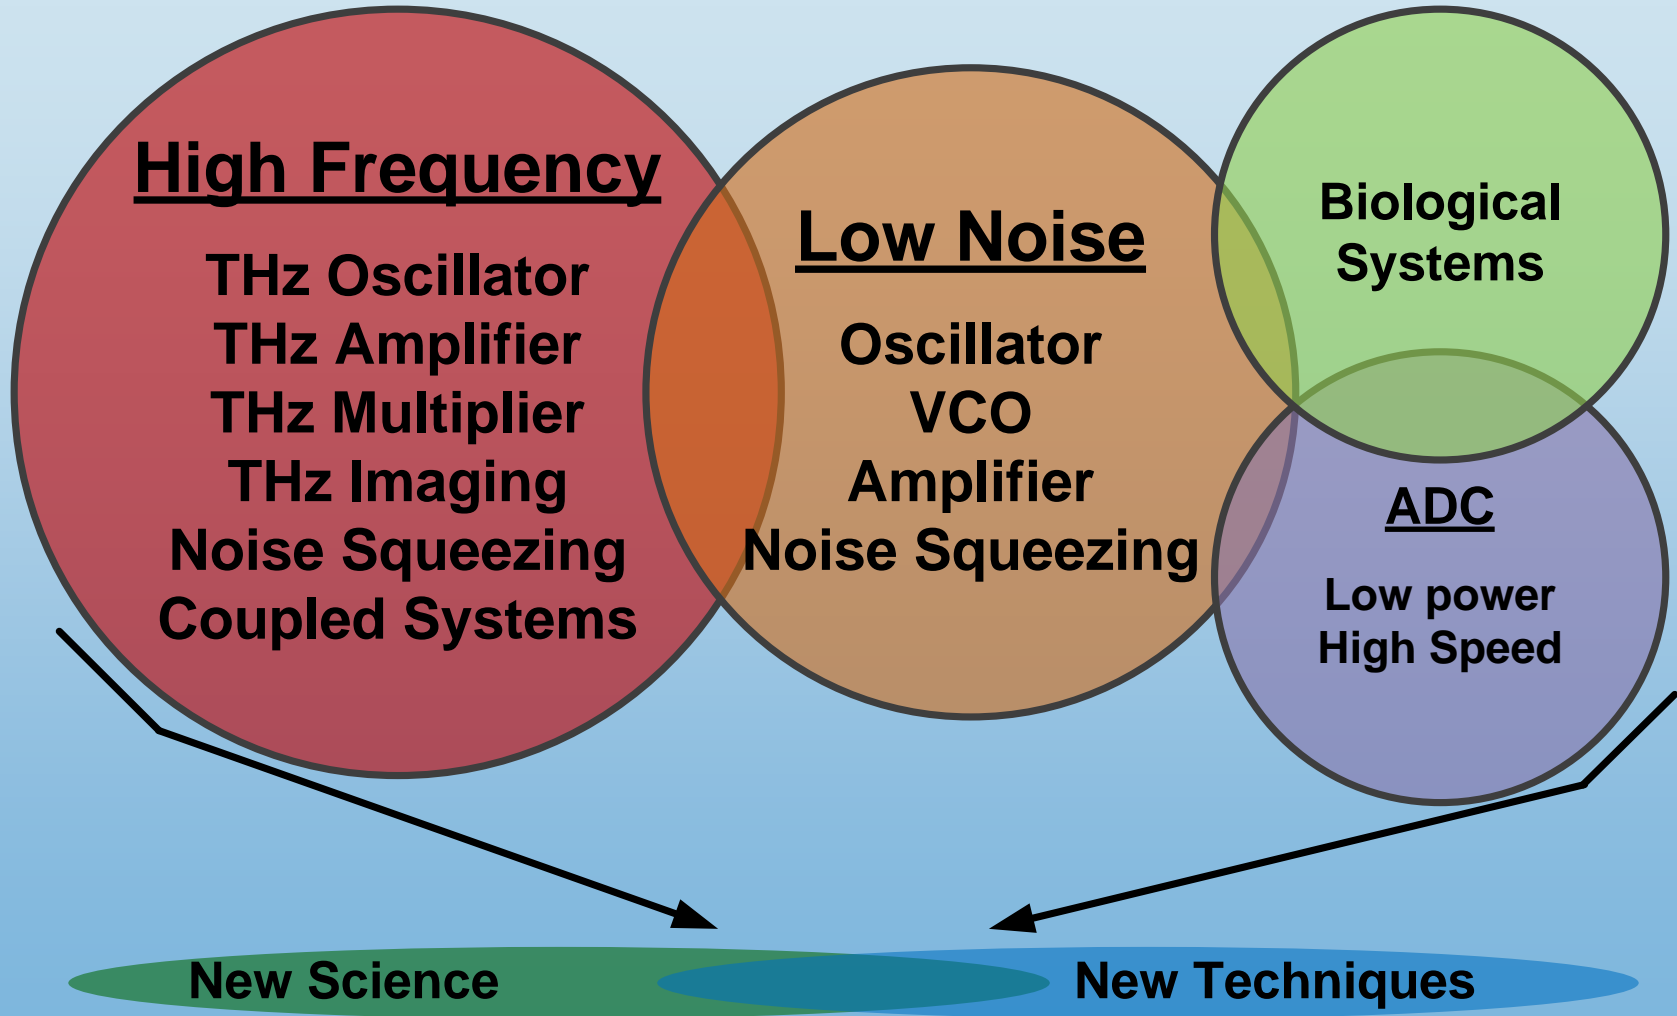 High Frequency
THz Oscillator
THz Amplifier
THz Multiplier
THz Imaging
Noise Squeezing
Coupled Systems
Low Noise
Oscillator
VCO
Amplifier
Noise Squeezing
Biological
Systems
ADC
Low power
High Speed
New Science
New Techniques